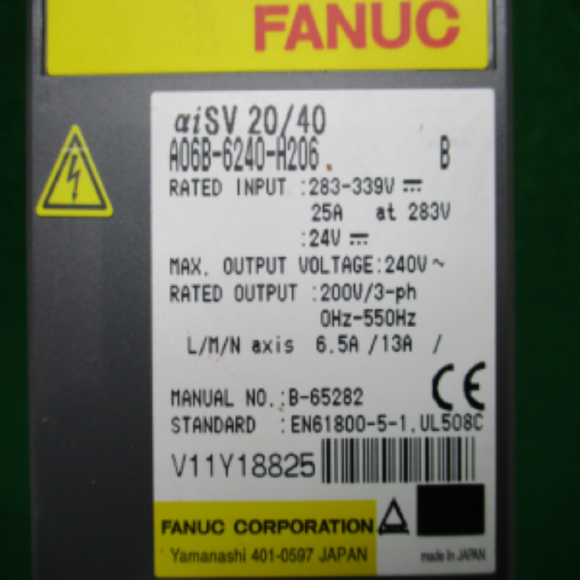 FANUC
αiSV 20/40
A06B-6240-H206 B
RATED INPUT :283-339V ⎓
25A at 283V
:24V ⎓
MAX. OUTPUT VOLTAGE:240V~
RATED OUTPUT :200V/3-ph
0Hz-550Hz
L/M/N axis 6.5A /13A /
MANUAL NO.:B-65282
CE
STANDARD :EN61800-5-1,UL508C
V11Y18825
FANUC CORPORATION
Yamanashi 401-0597 JAPAN
made in JAPAN